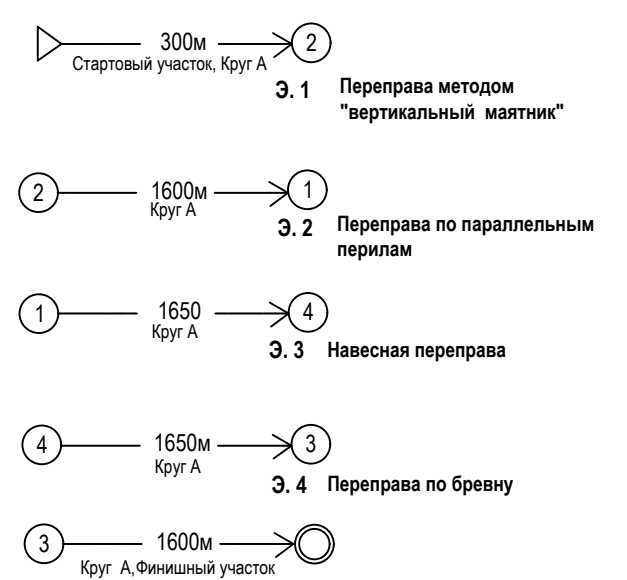 300м
2
Стартовый участок, Круг А
Э. 1 Переправа методом
"вертикальный маятник"
2 1600м 1
Круг А
Э. 2 Переправа по параллельным
перилам
1 1650 4
Круг А
Э. 3 Навесная переправа
4 1650м 3
Круг А
Э. 4 Переправа по бревну
3 1600м
Круг А,Финишный участок